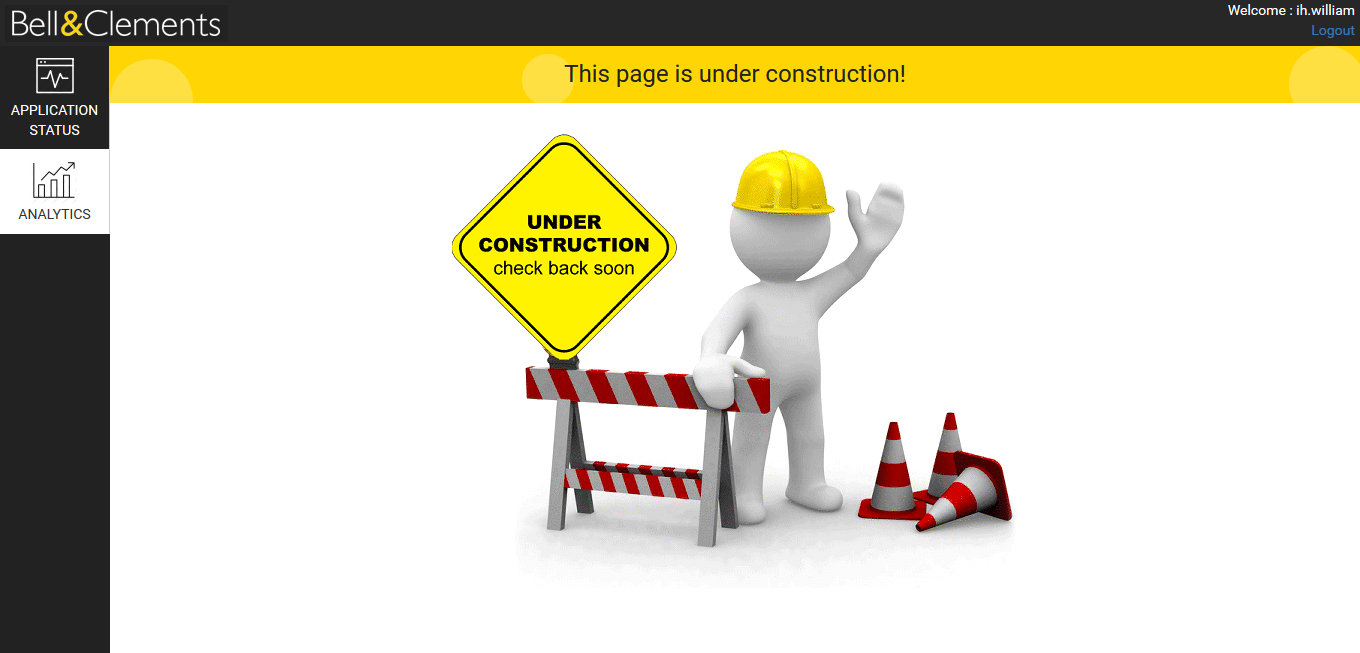 Bell&Clements
Welcome : ih.william
Logout
APPLICATION
STATUS
ANALYTICS
This page is under construction!
UNDER
CONSTRUCTION
check back soon